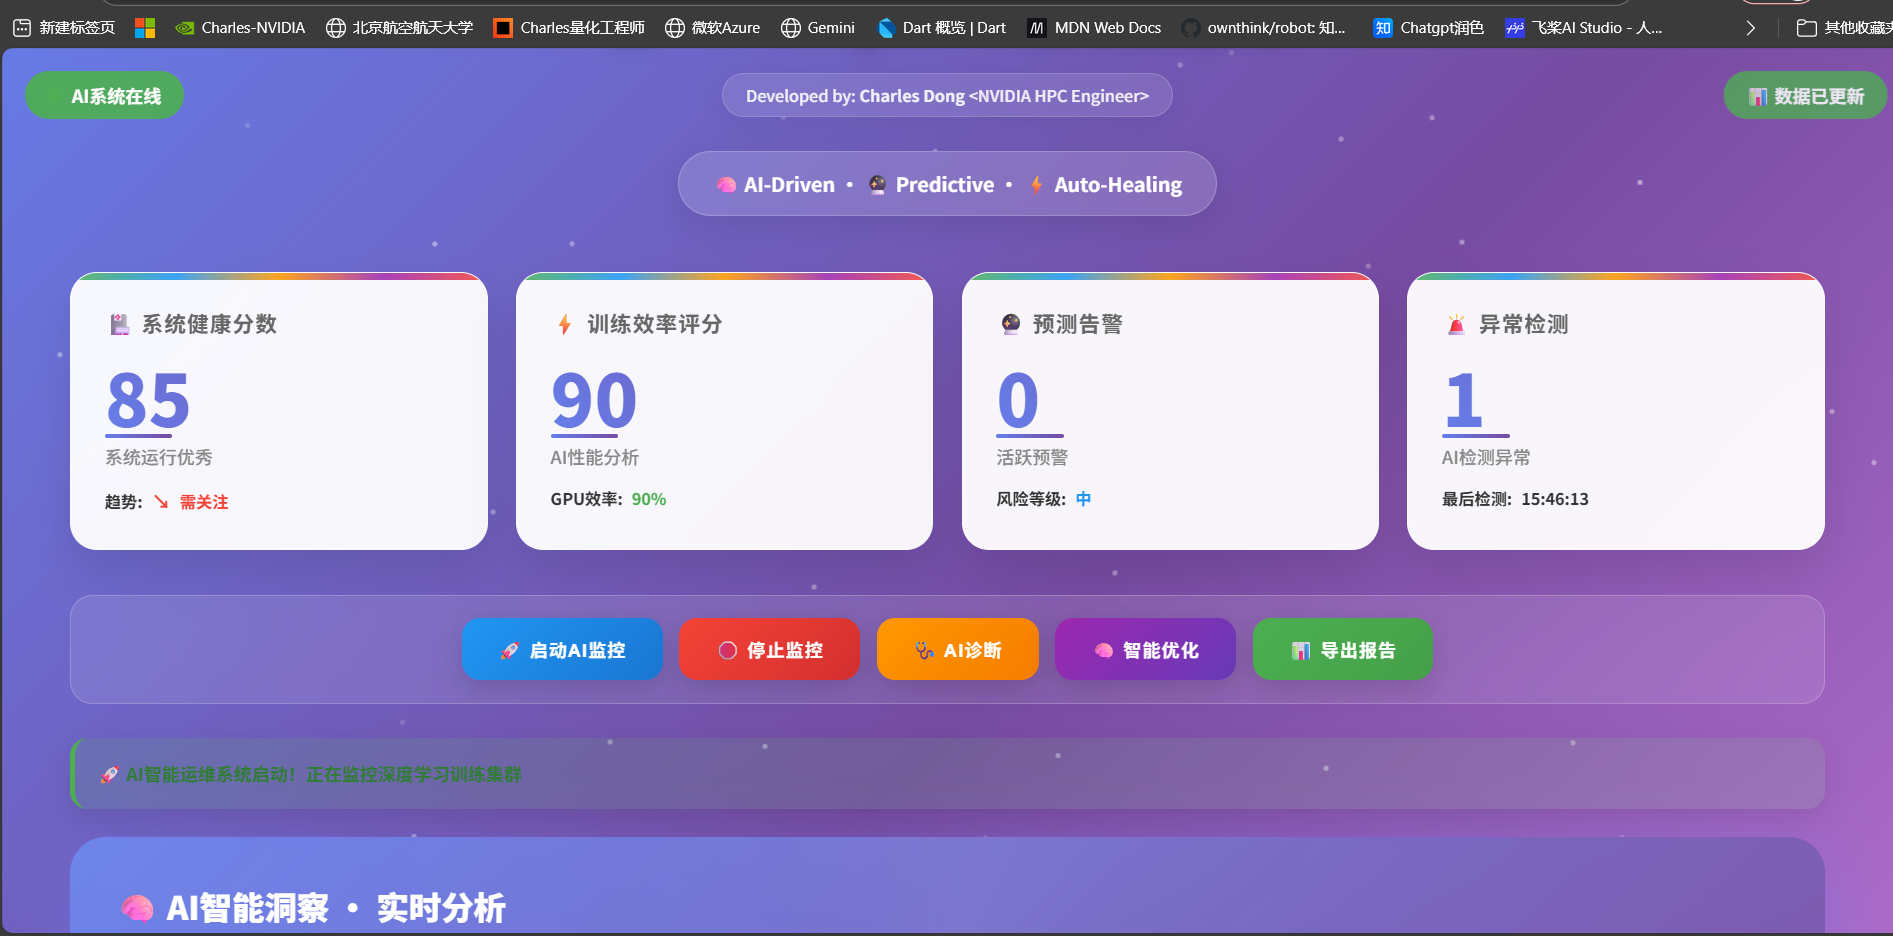 新建标签页 Charles-NVIDIA 北京航空航天大学 Charles量化工程师 微软Azure Gemini Dart 概览 | Dart MDN Web Docs ownthink/robot: 知... 知 Chatgpt润色 飞桨AI Studio - 人... 其他收藏夹
AI系统在线
Developed by: Charles Dong <NVIDIA HPC Engineer>
数据已更新
AI-Driven • Predictive • Auto-Healing
系统健康分数
85
系统运行优秀
趋势: ↘ 需关注
训练效率评分
90
AI性能分析
GPU效率: 90%
预测告警
0
活跃预警
风险等级: 中
异常检测
1
AI检测异常
最后检测: 15:46:13
启动AI监控 停止监控 AI诊断 智能优化 导出报告
AI智能运维系统启动！正在监控深度学习训练集群
AI智能洞察 • 实时分析